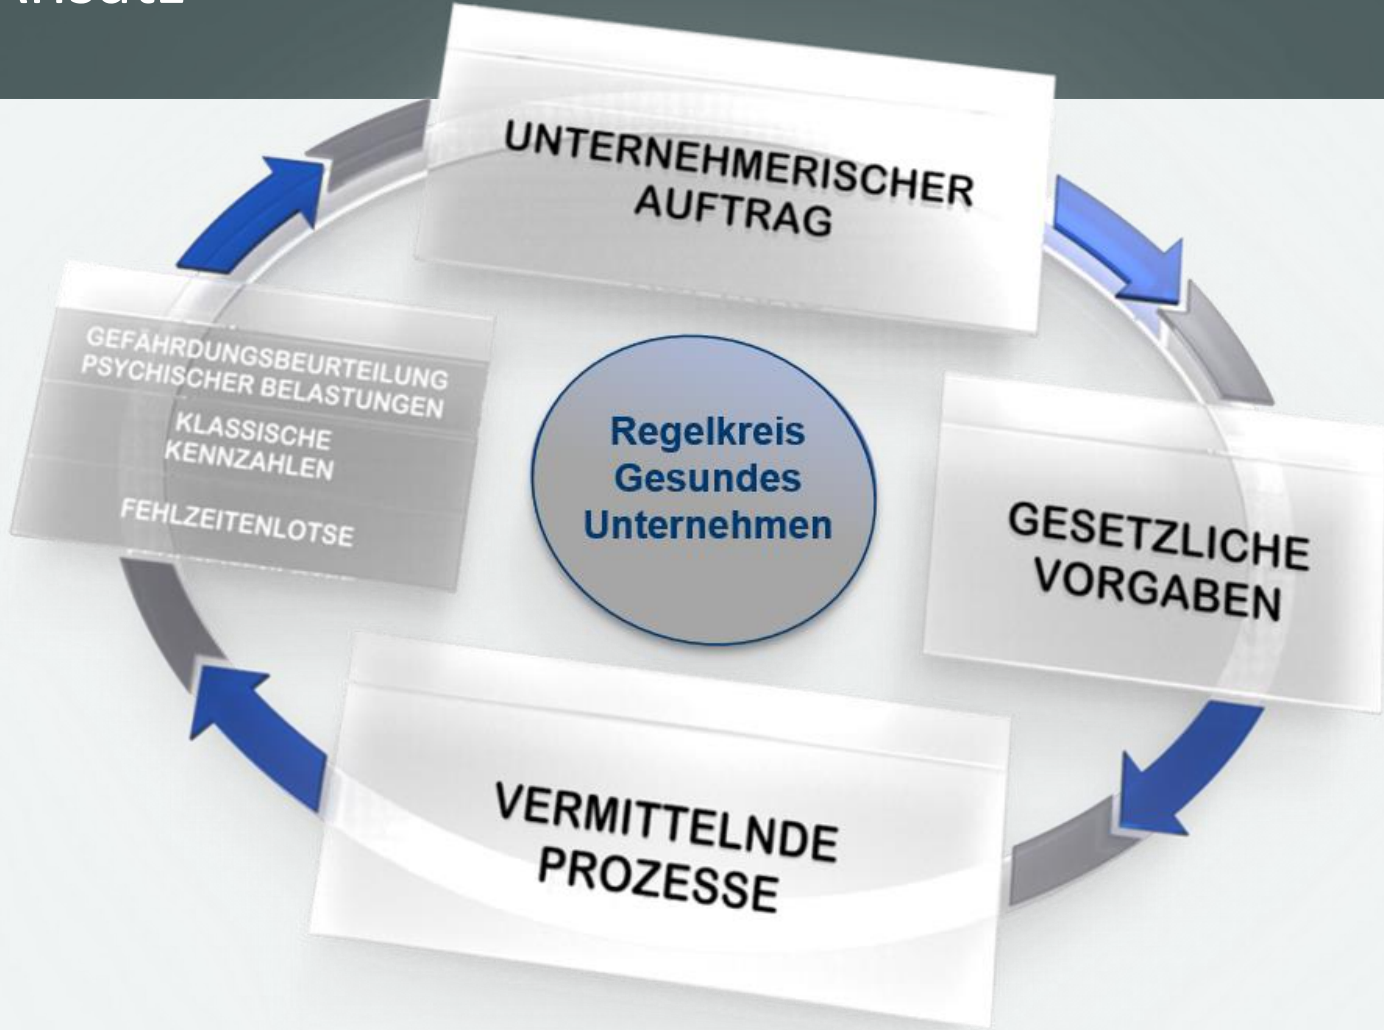 UNTERNEHMERISCHER
AUFTRAG
GEFÄHRDUNGSBEURTEILUNG
PSYCHISCHER BELASTUNGEN
KLASSISCHE
KENNZAHLEN
FEHLZEITENLOTSE
Regelkreis
Gesundes
Unternehmen
GESETZLICHE
VORGABEN
VERMITTELNDE
PROZESSE